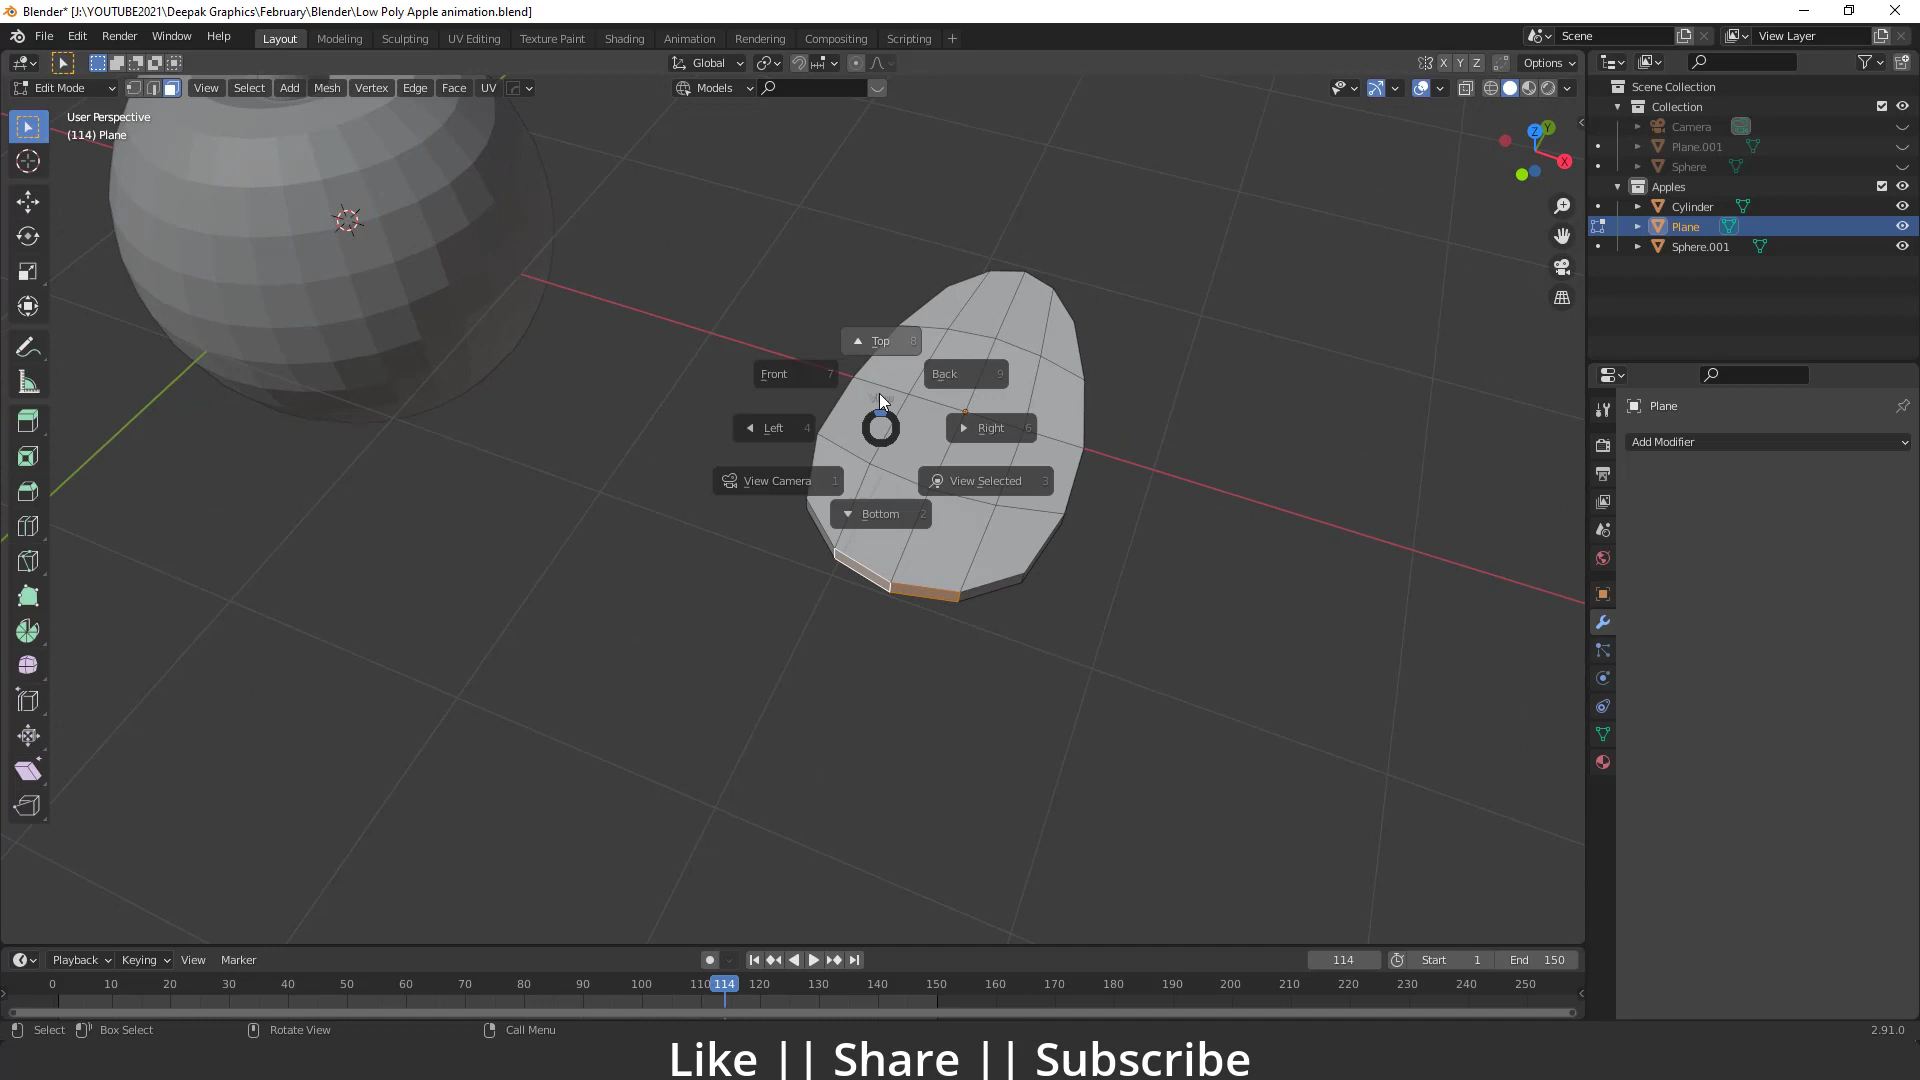 Blender* [J:\YOUTUBE2021\Deepak Graphics\February\Blender\Low Poly Apple animation.blend]
File Edit Render Window Help Layout Modeling Sculpting UV Editing Texture Paint Shading Animation Rendering Compositing Scripting + Scene View Layer
Global X Y Z Options
Edit Mode View Select Add Mesh Vertex Edge Face UV Models
User Perspective
(114) Plane
Z Y X
Scene Collection
Collection
Camera
Plane.001
Sphere
Apples
Cylinder
Plane
Sphere.001
Top 8
Front 7
Back 9
Left 4
Right 6
View Camera 1
View Selected 3
Bottom 2
Plane
Add Modifier
Playback Keying View Marker 114 Start 1 End 150
0 10 20 30 40 50 60 70 80 90 100 110 114 120 130 140 150 160 170 180 190 200 210 220 230 240 250
Select Box Select Rotate View Call Menu 2.91.0
Like || Share || Subscribe